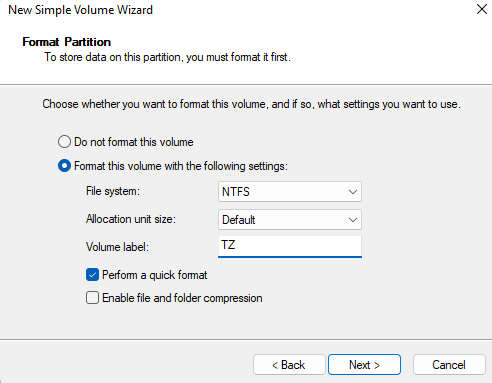 New Simple Volume Wizard
Format Partition
To store data on this partition, you must format it first.
Choose whether you want to format this volume, and if so, what settings you want to use.
Do not format this volume
Format this volume with the following settings:
File system: NTFS
Allocation unit size: Default
Volume label: TZ
Perform a quick format
Enable file and folder compression
< Back Next > Cancel